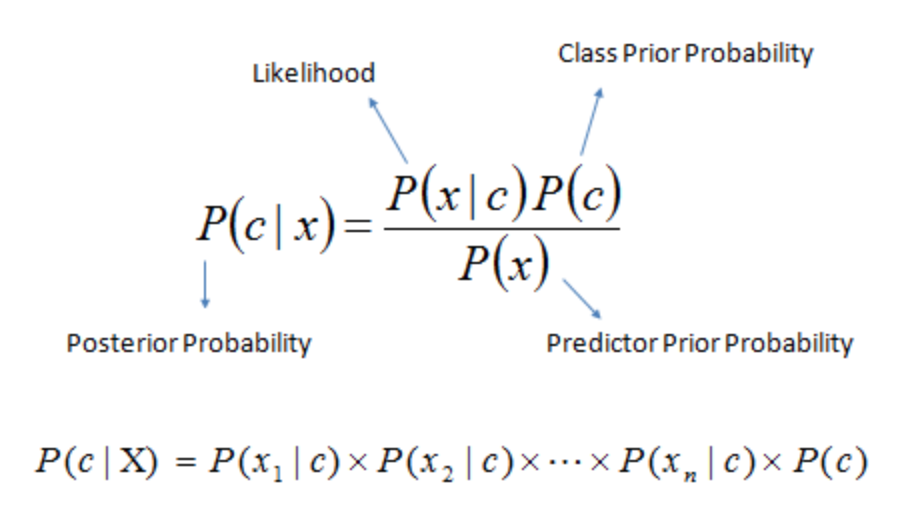 Likelihood
Class Prior Probability
P(c | x) = P(x | c)P(c) / P(x)
Posterior Probability
Predictor Prior Probability
P(c | X) = P(x₁ | c) × P(x₂ | c) × ··· × P(xₙ | c) × P(c)